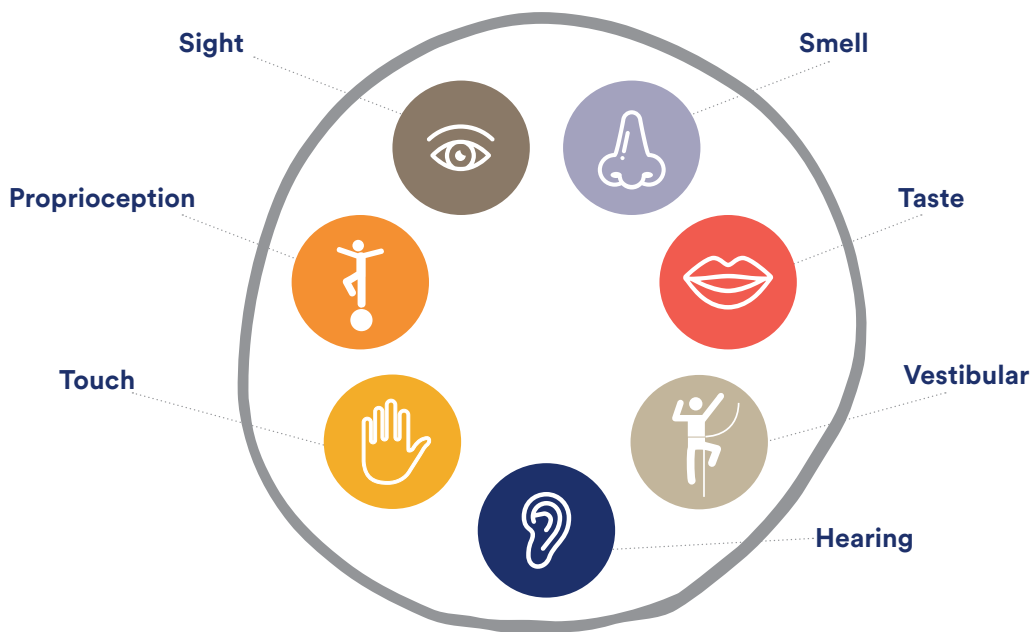 Sight
Smell
Proprioception
Taste
Touch
Vestibular
Hearing